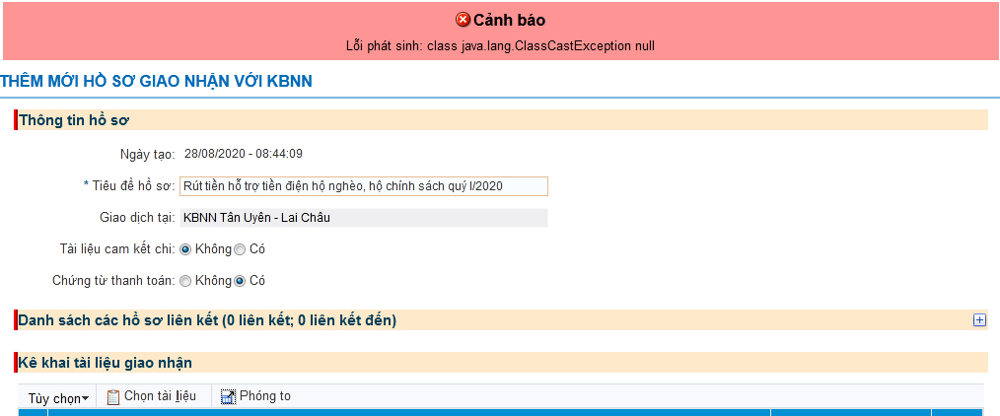 Cảnh báo
Lỗi phát sinh: class java.lang.ClassCastException null
THÊM MỚI HỒ SƠ GIAO NHẬN VỚI KBNN
Thông tin hồ sơ
Ngày tạo: 28/08/2020 - 08:44:09
* Tiêu đề hồ sơ: Rút tiền hỗ trợ tiền điện hộ nghèo, hộ chính sách quý I/2020
Giao dịch tại: KBNN Tân Uyên - Lai Châu
Tài liệu cam kết chi: Không Có
Chứng từ thanh toán: Không Có
Danh sách các hồ sơ liên kết (0 liên kết; 0 liên kết đến)
Kê khai tài liệu giao nhận
Tùy chọn Chọn tài liệu Phóng to